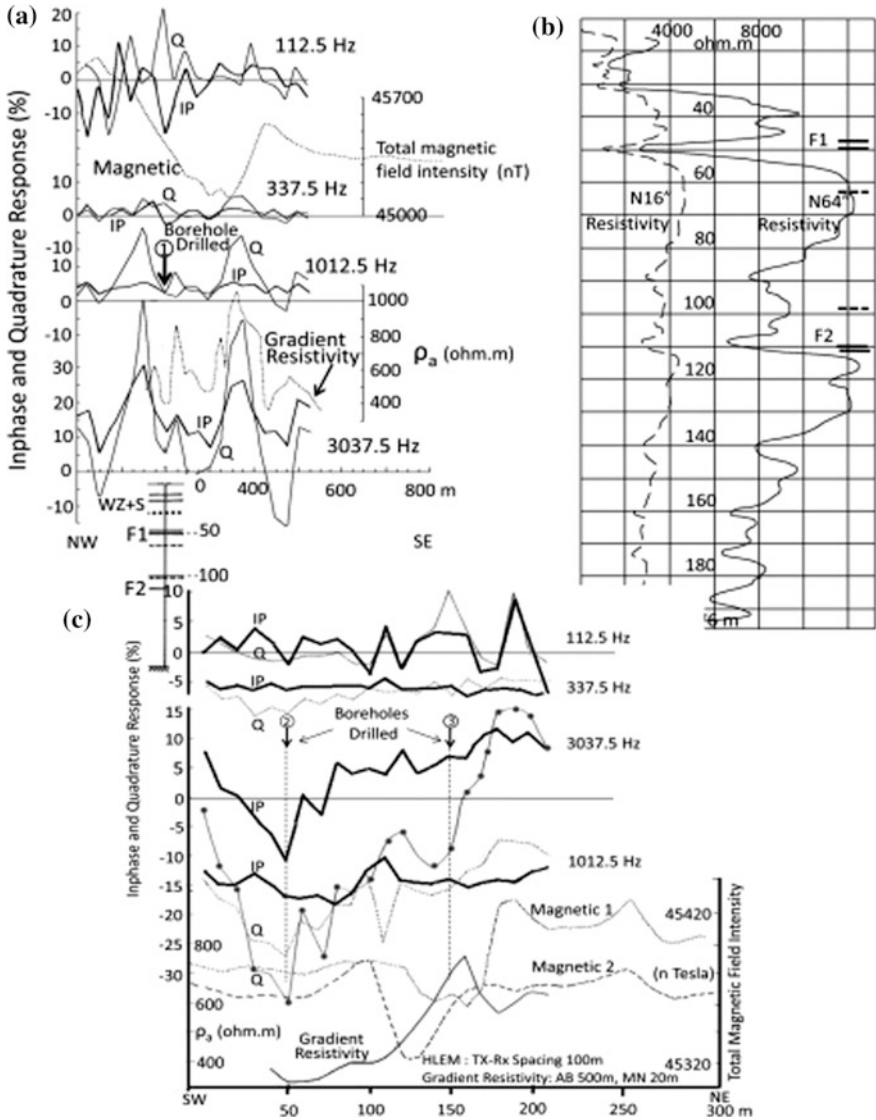 (a)
20
10
0
-10
Q
112.5 Hz
IP
45700
Magnetic
Total magnetic
field intensity (nT)
10
0
Q
337.5 Hz
45000
IP
Borehole
Drilled
-10
10
0
1
Q
IP
1012.5 Hz
-10
1000
800
600
400
Gradient
Resistivity
ρa (ohm.m)
30
20
10
0
-10
IP
Q
3037.5 Hz
0
400
600
800 m
Inphase and Quadrature Response (%)
WZ+S
NW
SE
F1
-50
-100
F2
(b)
4000
8000
ohm.m
40
F1
60
N16"
Resistivity
N64"
Resistivity
80
100
F2
120
140
160
180
(c)
10
5
0
-5
IP
Q
112.5 Hz
IP
337.5 Hz
Q
15
10
5
0
-5
-10
-15
-20
-25
-30
2
Boreholes
Drilled
3
3037.5 Hz
IP
IP
1012.5 Hz
Q
Q
Inphase and Quadrature Response (%)
Magnetic 1
45420
Magnetic 2
(n Tesla)
45320
Total Magnetic Field Intensity
800
600
ρa (ohm.m)
400
Gradient
Resistivity
HLEM : TX-Rx Spacing 100m
Gradient Resistivity: AB 500m, MN 20m
SW
50
100
150
200
250
NE
300 m